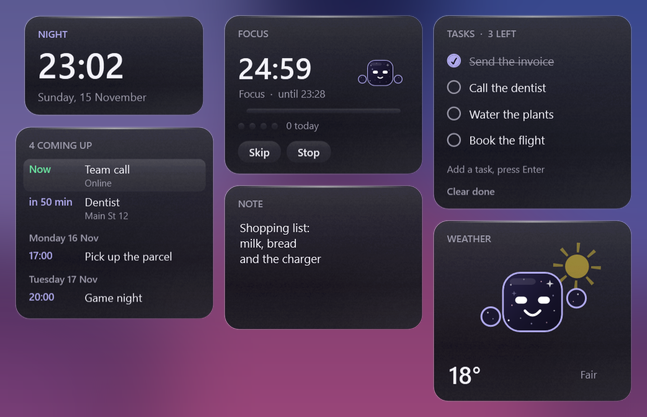 NIGHT
23:02
Sunday, 15 November
4 COMING UP
Now Team call
Online
in 50 min Dentist
Main St 12
Monday 16 Nov
17:00 Pick up the parcel
Tuesday 17 Nov
20:00 Game night
FOCUS
24:59
Focus · until 23:28
0 today
Skip Stop
NOTE
Shopping list:
milk, bread
and the charger
TASKS · 3 LEFT
Send the invoice
Call the dentist
Water the plants
Book the flight
Add a task, press Enter
Clear done
WEATHER
18° Fair